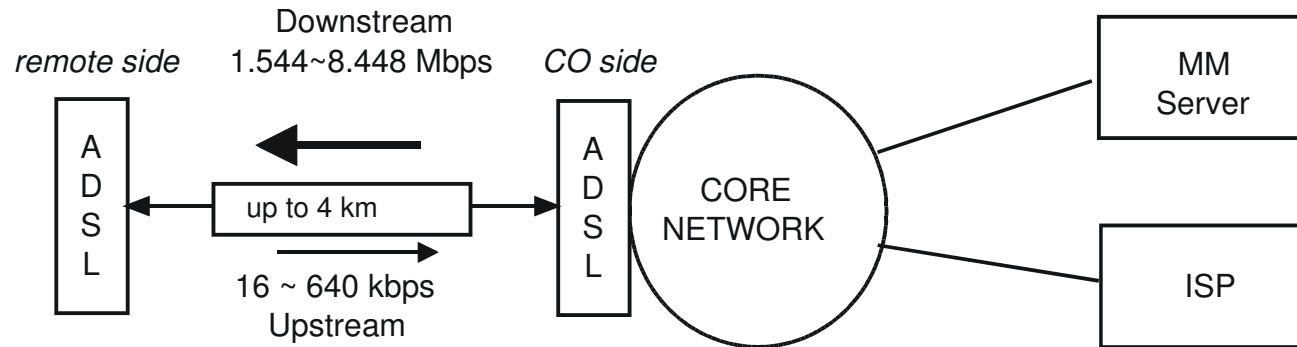 Downstream
1.544~8.448 Mbps
remote side
CO side
MM
Server
A
D
S
L
up to 4 km
A
D
S
L
CORE
NETWORK
16 ~ 640 kbps
Upstream
ISP